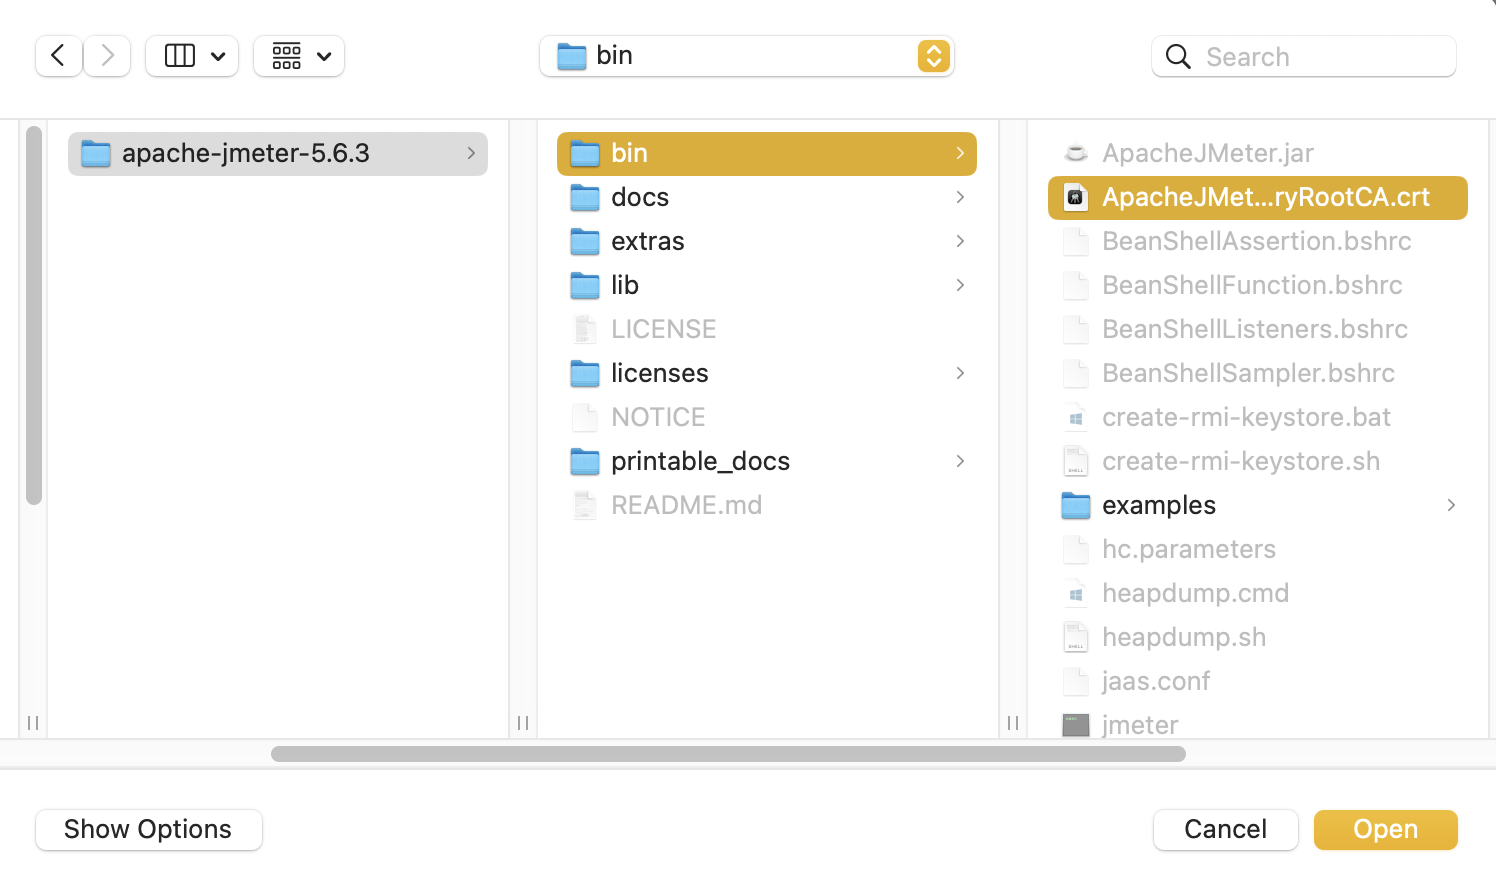 bin
Search
apache-jmeter-5.6.3
bin
docs
extras
lib
LICENSE
licenses
NOTICE
printable_docs
README.md
ApacheJMeter.jar
ApacheJMet...ryRootCA.crt
BeanShellAssertion.bshrc
BeanShellFunction.bshrc
BeanShellListeners.bshrc
BeanShellSampler.bshrc
create-rmi-keystore.bat
create-rmi-keystore.sh
examples
hc.parameters
heapdump.cmd
heapdump.sh
jaas.conf
jmeter
Show Options
Cancel
Open